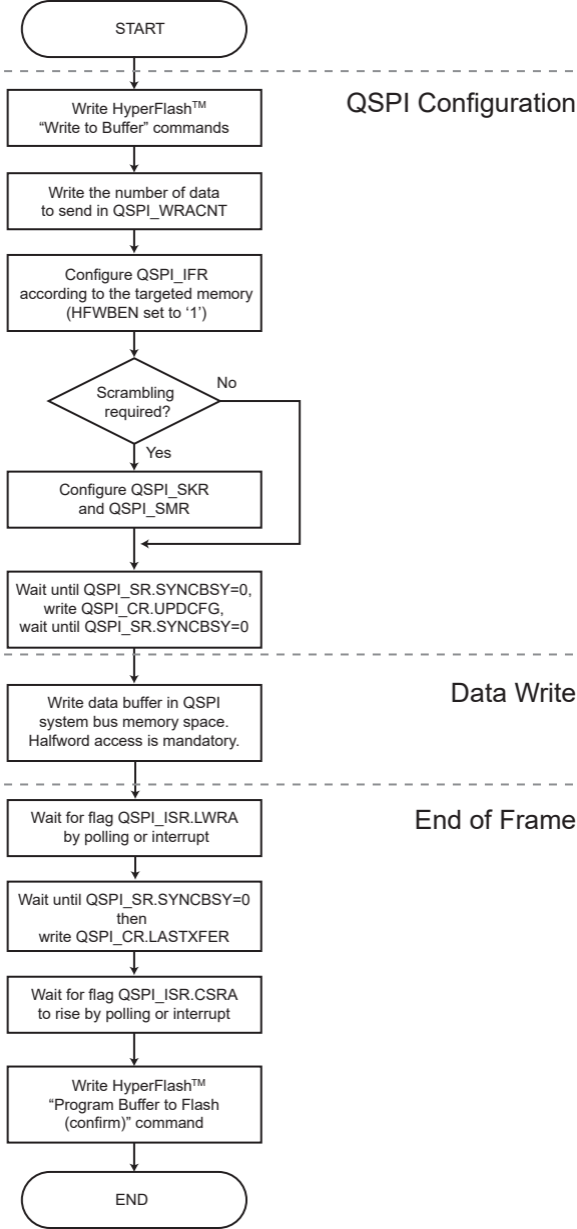 START
QSPI Configuration
Write HyperFlash™
“Write to Buffer” commands
Write the number of data
to send in QSPI_WRACNT
Configure QSPI_IFR
according to the targeted memory
(HFWBEN set to ‘1’)
Scrambling
required?
No
Yes
Configure QSPI_SKR
and QSPI_SMR
Wait until QSPI_SR.SYNCBSY=0,
write QSPI_CR.UPDCFG,
wait until QSPI_SR.SYNCBSY=0
Data Write
Write data buffer in QSPI
system bus memory space.
Halfword access is mandatory.
End of Frame
Wait for flag QSPI_ISR.LWRA
by polling or interrupt
Wait until QSPI_SR.SYNCBSY=0
then
write QSPI_CR.LASTXFER
Wait for flag QSPI_ISR.CSRA
to rise by polling or interrupt
Write HyperFlash™
“Program Buffer to Flash
(confirm)” command
END